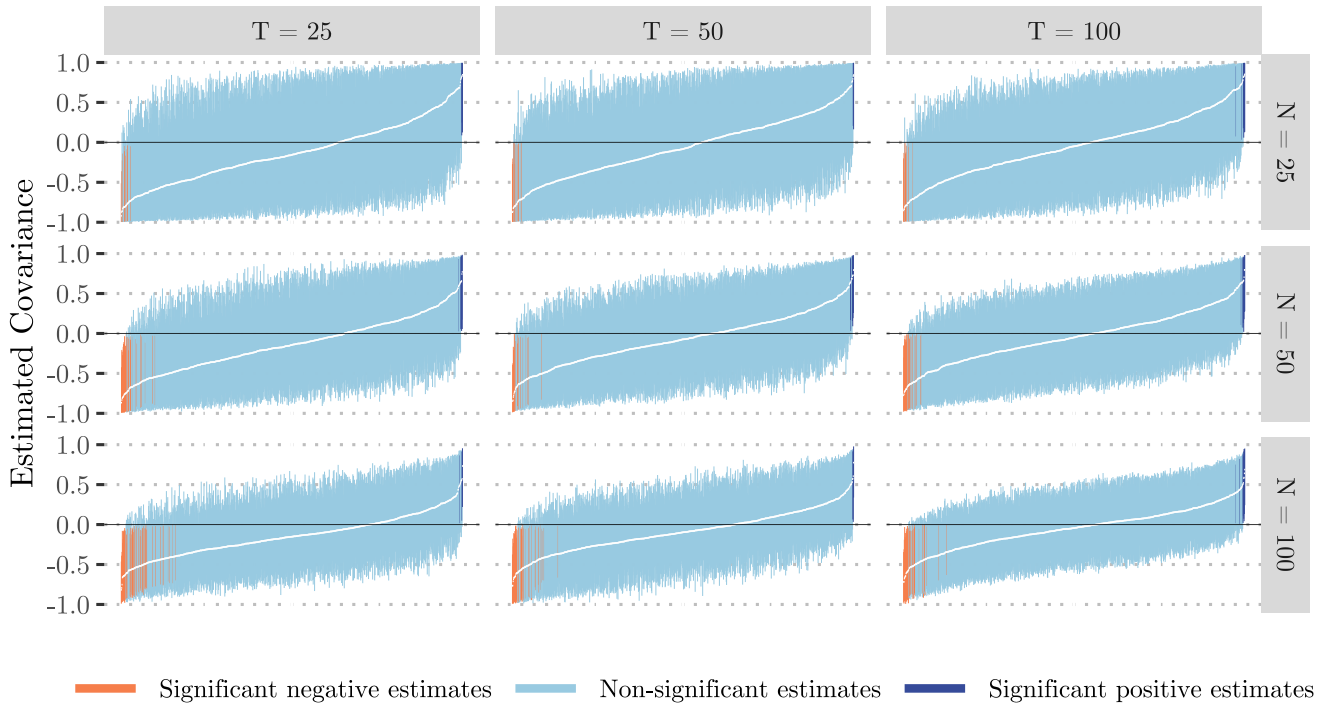 T = 25
T = 50
T = 100
Estimated Covariance
1.0
0.5
0.0
-0.5
-1.0
N = 25
1.0
0.5
0.0
-0.5
-1.0
N = 50
1.0
0.5
0.0
-0.5
-1.0
N = 100
Significant negative estimates
Non-significant estimates
Significant positive estimates